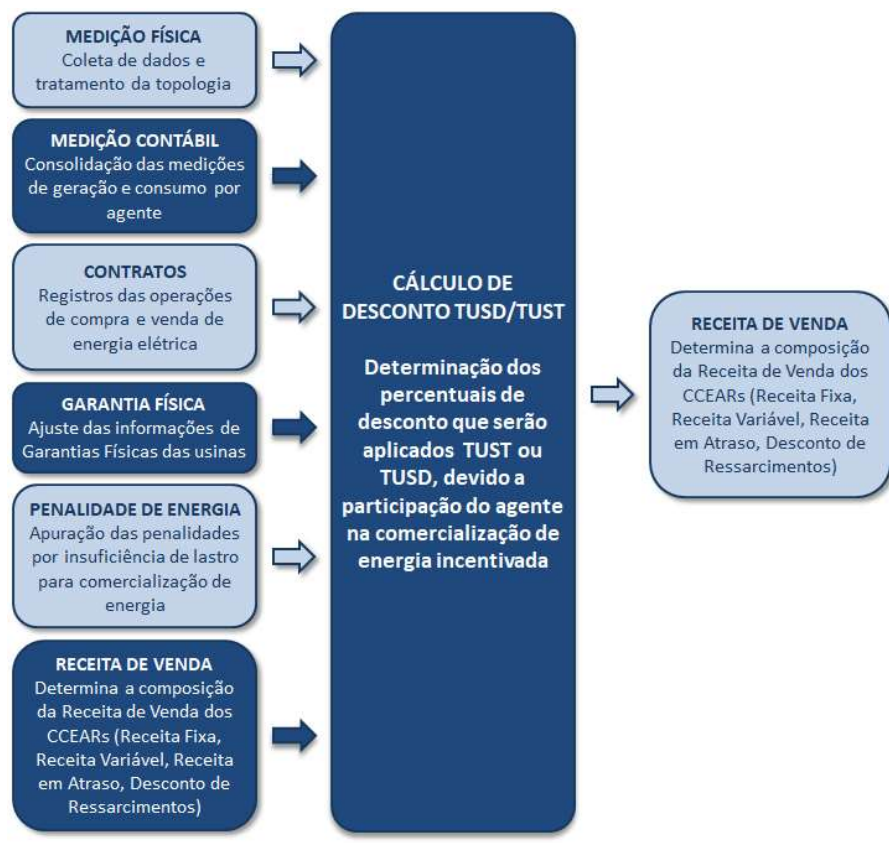 MEDIÇÃO FÍSICA
Coleta de dados e
tratamento da topologia
MEDIÇÃO CONTÁBIL
Consolidação das medições
de geração e consumo por
agente
CONTRATOS
Registros das operações
de compra e venda de
energia elétrica
GARANTIA FÍSICA
Ajuste das informações de
Garantias Físicas das usinas
PENALIDADE DE ENERGIA
Apuração das penalidades
por insuficiência de lastro
para comercialização de
energia
RECEITA DE VENDA
Determina a composição
da Receita de Venda dos
CCEARs (Receita Fixa,
Receita Variável, Receita
em Atraso, Desconto de
Ressarcimentos)
CÁLCULO DE
DESCONTO TUSD/TUST
Determinação dos
percentuais de
desconto que serão
aplicados TUST ou
TUSD, devido a
participação do agente
na comercialização de
energia incentivada
RECEITA DE VENDA
Determina a composição
da Receita de Venda dos
CCEARs (Receita Fixa,
Receita Variável, Receita
em Atraso, Desconto de
Ressarcimentos)